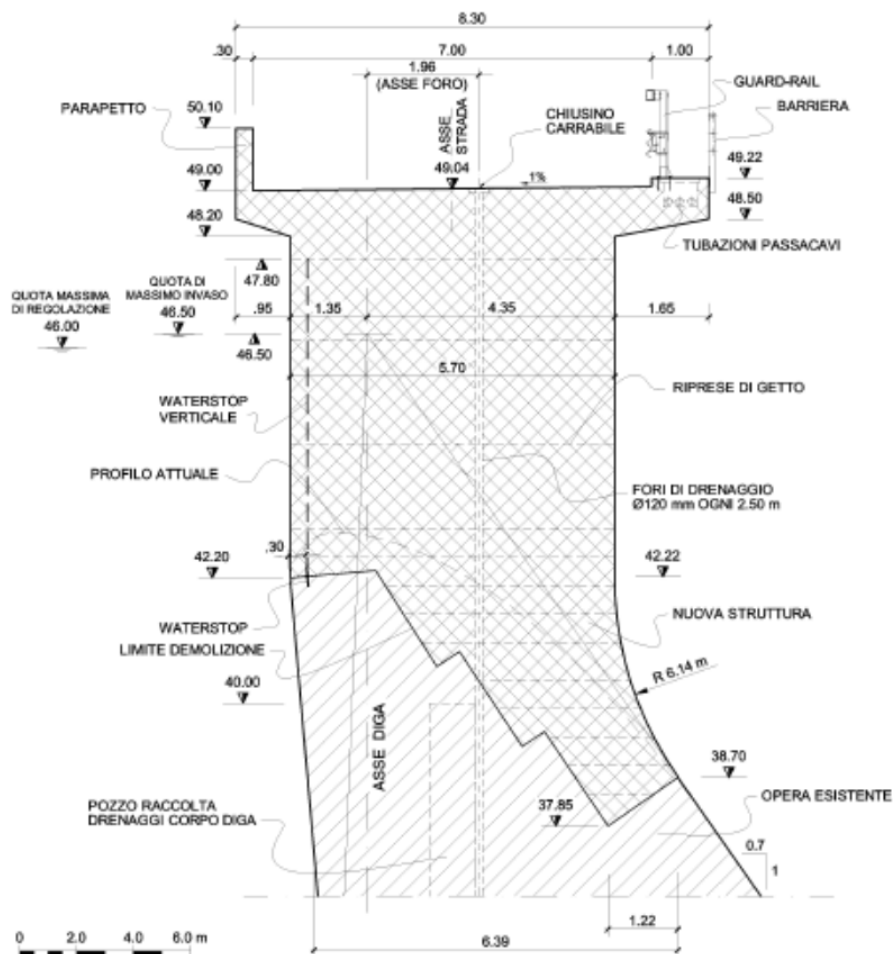 8.30
.30
7.00
1.00
1.96
(ASSE FORO)
GUARD-RAIL
BARRIERA
PARAPETTO
50.10
ASSE
STRADA
CHIUSINO
CARRABILE
49.00
49.04
1%
49.22
48.50
48.20
TUBAZIONI PASSACAVI
47.80
QUOTA MASSIMA
DI REGOLAZIONE
46.00
QUOTA DI
MASSIMO INVASO
46.50
.95
1.35
4.35
1.65
46.50
5.70
WATERSTOP
VERTICALE
RIPRESE DI GETTO
PROFILO ATTUALE
FORI DI DRENAGGIO
Ø120 mm OGNI 2.50 m
.30
42.20
42.22
WATERSTOP
LIMITE DEMOLIZIONE
NUOVA STRUTTURA
R 6.14 m
40.00
ASSE DIGA
38.70
POZZO RACCOLTA
DRENAGGI CORPO DIGA
37.85
OPERA ESISTENTE
0.7
1
1.22
6.39
0 2.0 4.0 6.0 m